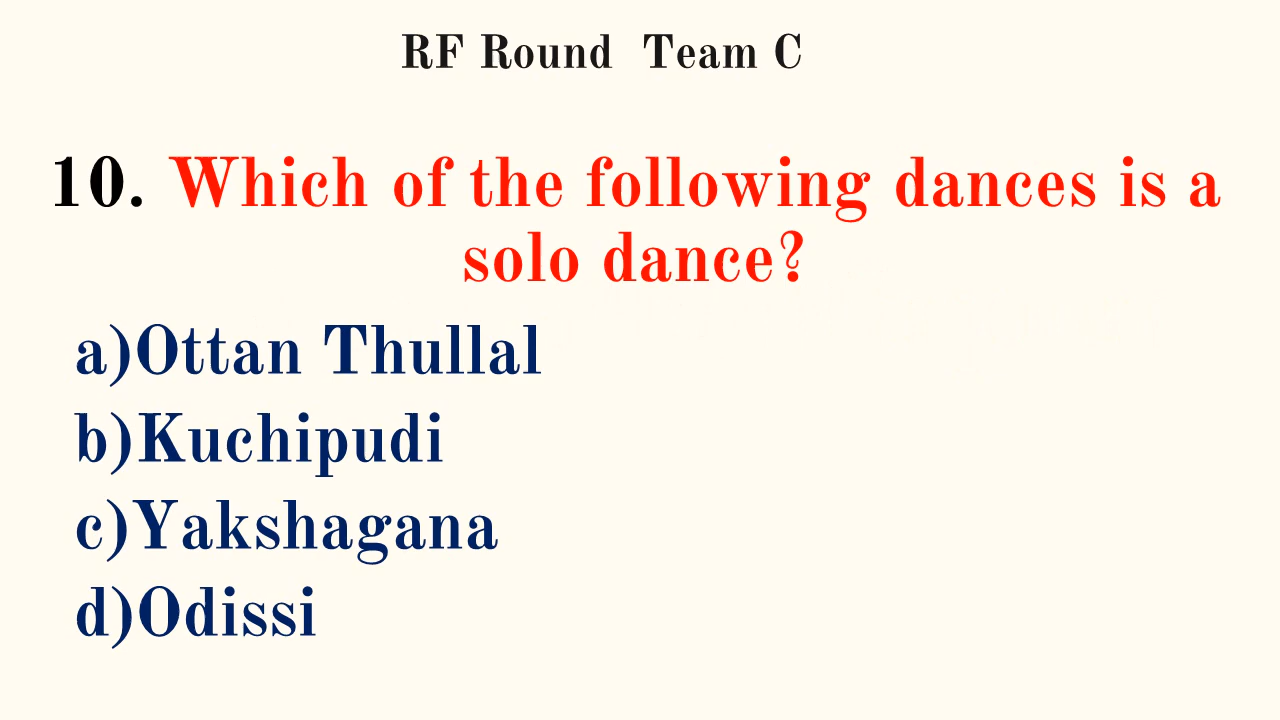 RF Round Team C
10. Which of the following dances is a
solo dance?
a)Ottan Thullal
b)Kuchipudi
c)Yakshagana
d)Odissi